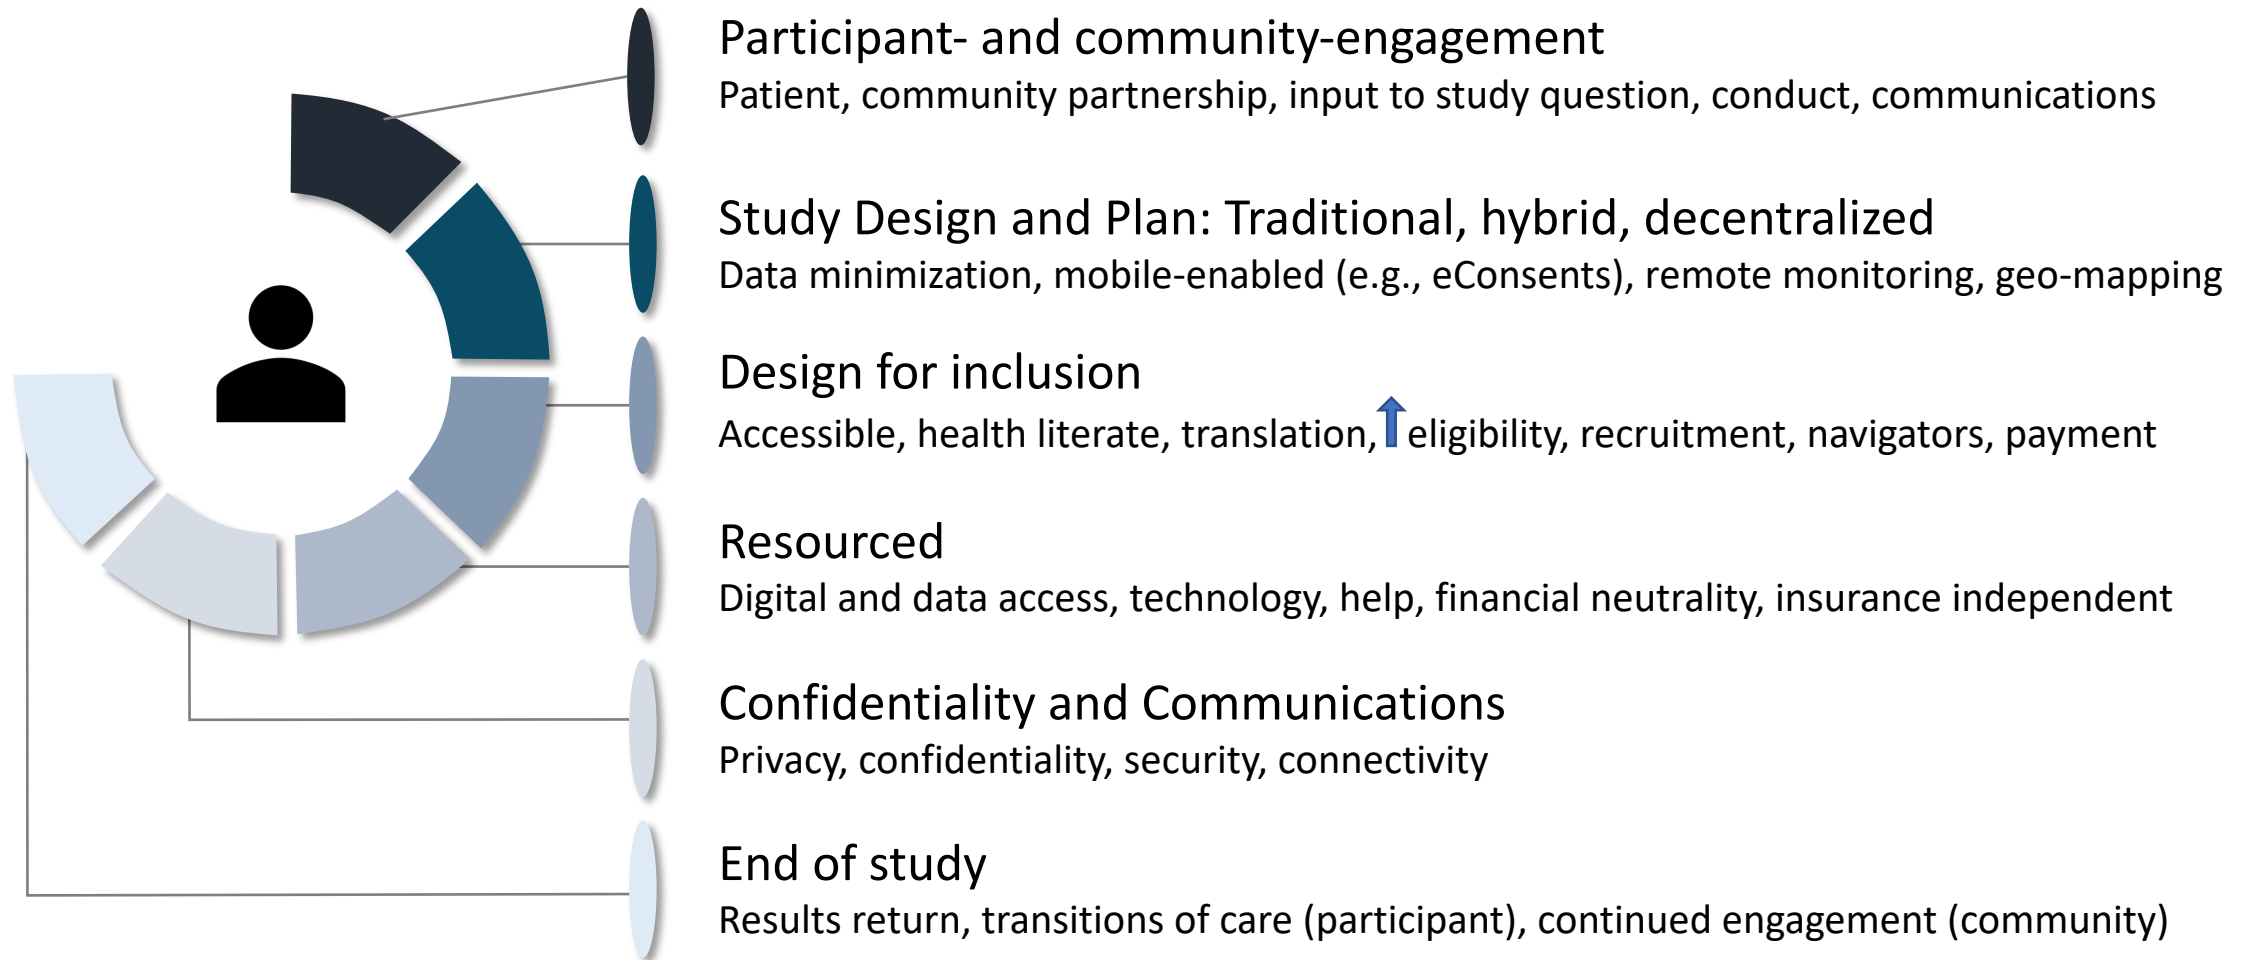 Participant- and community-engagement
Patient, community partnership, input to study question, conduct, communications
Study Design and Plan: Traditional, hybrid, decentralized
Data minimization, mobile-enabled (e.g., eConsents), remote monitoring, geo-mapping
Design for inclusion
Accessible, health literate, translation, eligibility, recruitment, navigators, payment
Resourced
Digital and data access, technology, help, financial neutrality, insurance independent
Confidentiality and Communications
Privacy, confidentiality, security, connectivity
End of study
Results return, transitions of care (participant), continued engagement (community)